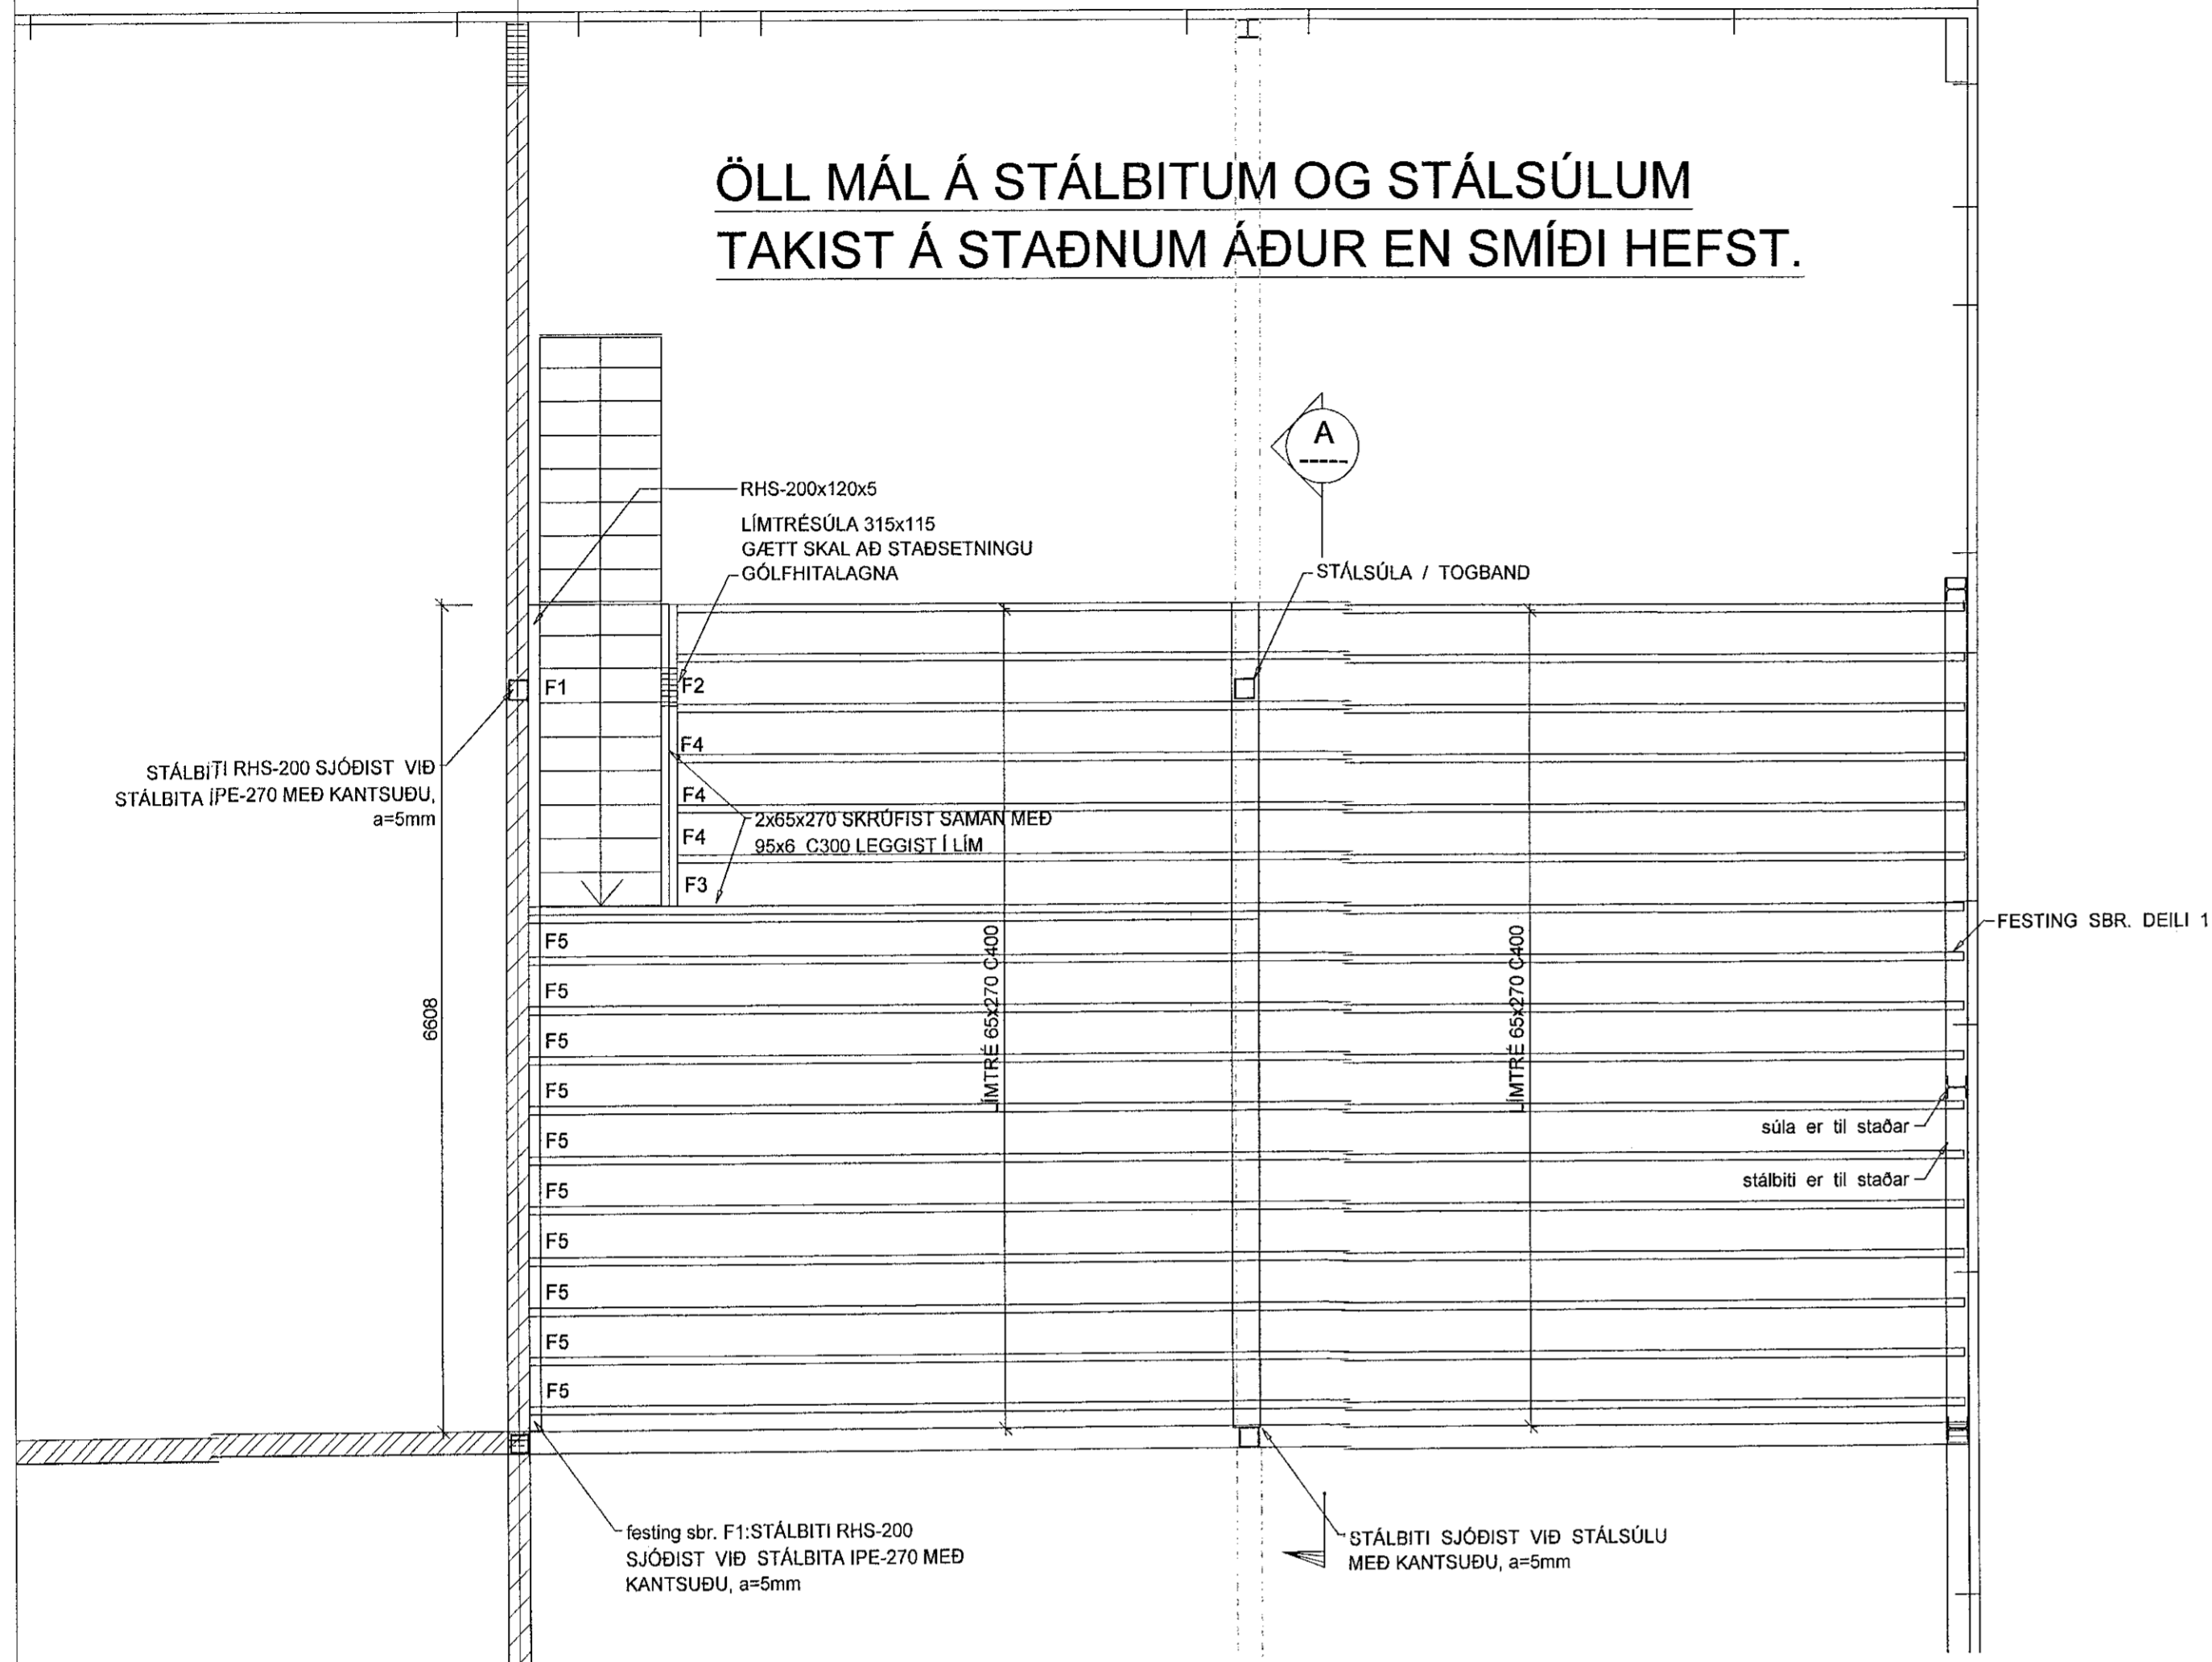 ÖLL MÁL Á STÁLBITUM OG STÁLSÚLUM
TAKIST Á STAÐNUM ÁÐUR EN SMÍÐI HEFST.
A
RHS-200x120x5
LÍMTRÉSÚLA 315x115
GÆTT SKAL AÐ STAÐSETNINGU
GÓLFHITALAGNA
STÁLSÚLA / TOGBAND
F1
F2
STÁLBITI RHS-200 SJÓÐIST VIÐ
STÁLBITA IPE-270 MEÐ KANTSUÐU,
a=5mm
F4
F4
F4
F3
2x65x270 SKRÚFIST SAMAN MEÐ
95x6 C300 LEGGIST Í LÍM
FESTING SBR. DEILI 1
F5
F5
F5
F5
F5
F5
F5
F5
F5
F5
6608
LÍMTRÉ 65x270 C400
LÍMTRÉ 65x270 C400
súla er til staðar
stálbiti er til staðar
festing sbr. F1:STÁLBITI RHS-200
SJÓÐIST VIÐ STÁLBITA IPE-270 MEÐ
KANTSUÐU, a=5mm
STÁLBITI SJÓÐIST VIÐ STÁLSÚLU
MEÐ KANTSUÐU, a=5mm